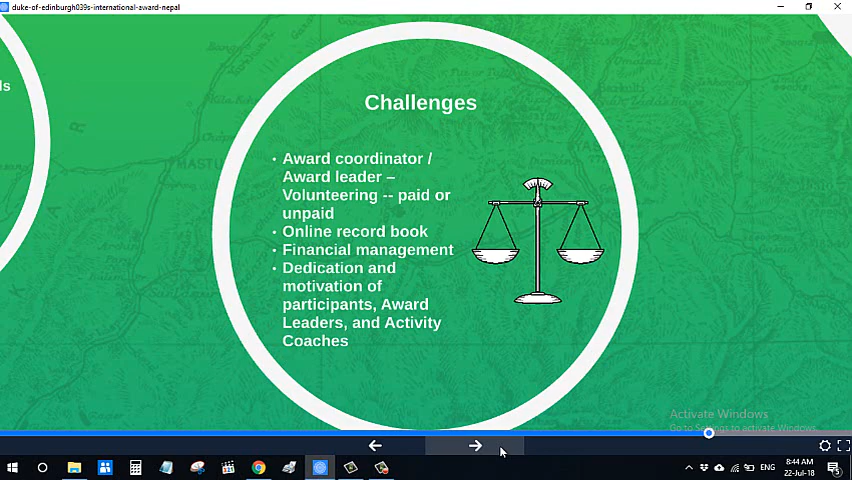 duke-of-edinburgh039s-international-award-nepal
ls
Challenges
• Award coordinator /
Award leader –
Volunteering -- paid or
unpaid
• Online record book
• Financial management
• Dedication and
motivation of
participants, Award
Leaders, and Activity
Coaches
MASTU
Activate Windows
Go to Settings to activate Windows.
ENG
8:44 AM
22-Jul-18
5